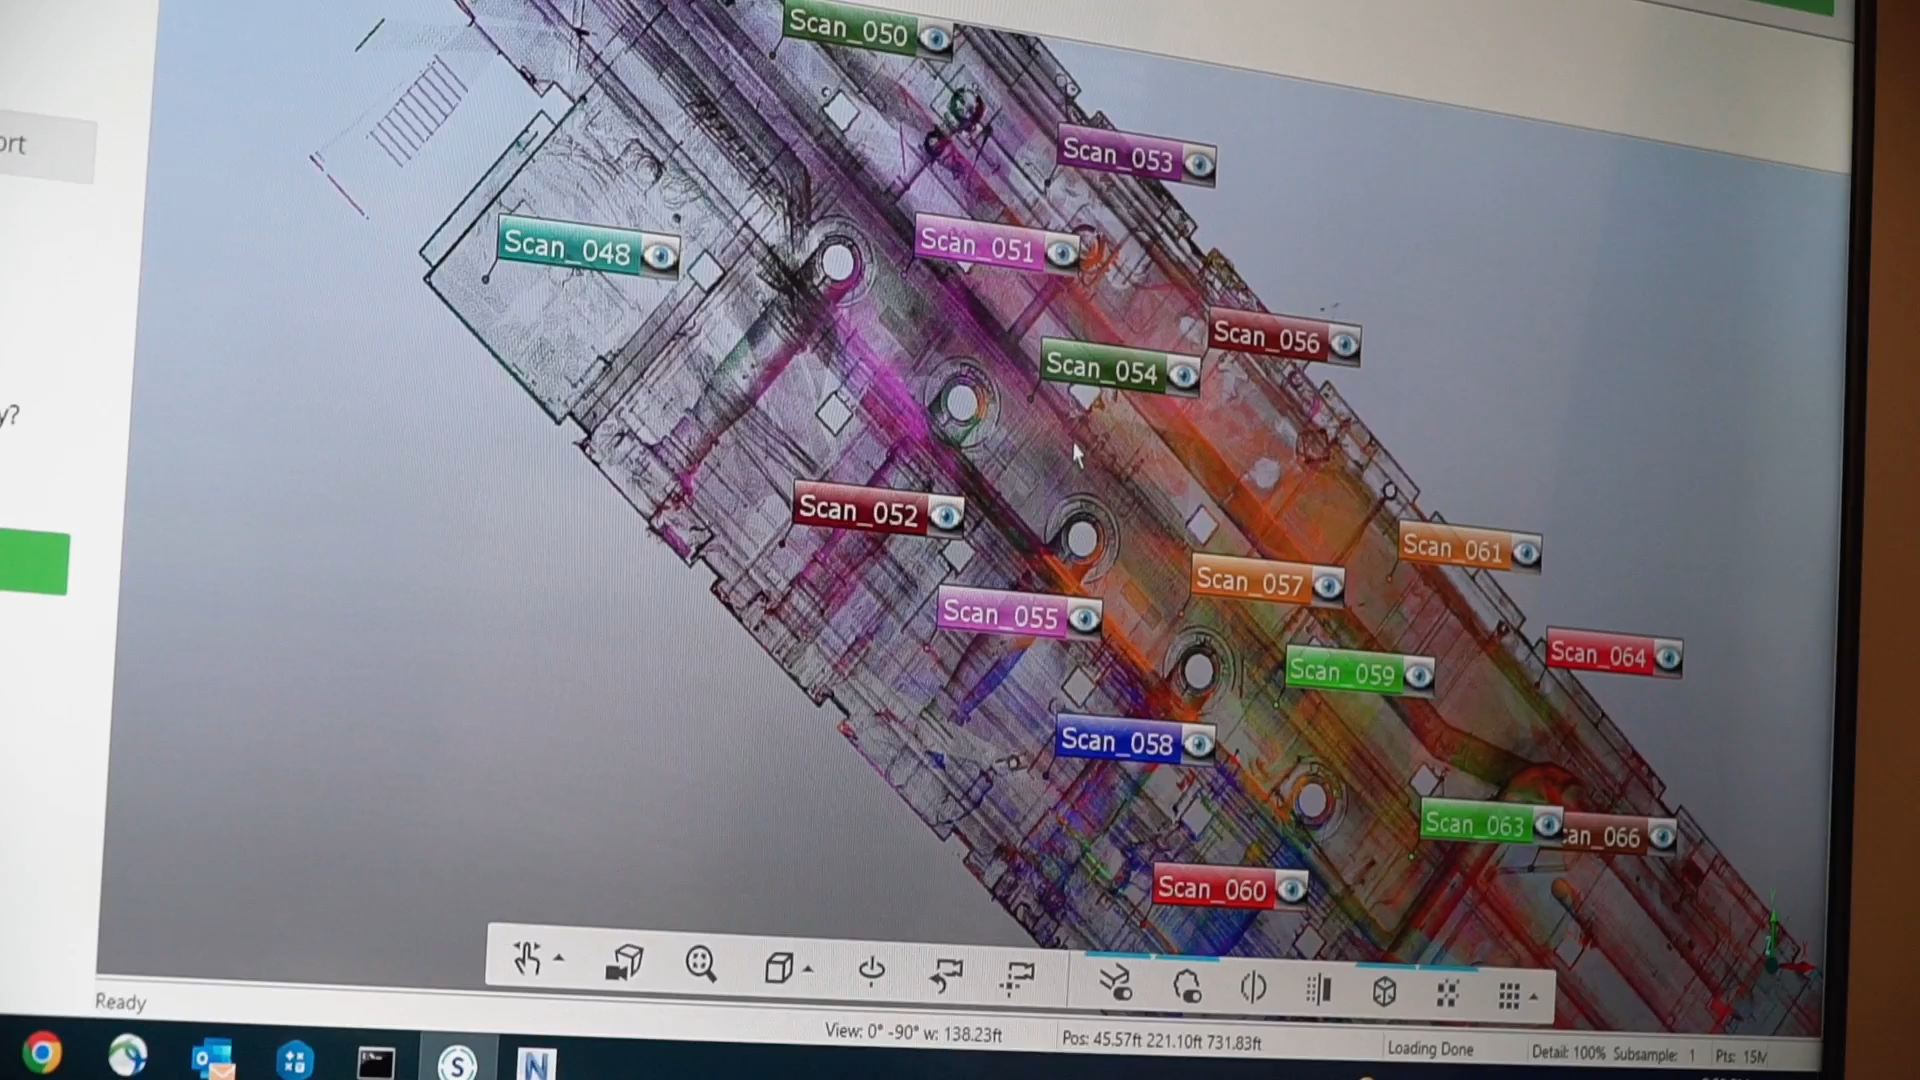 Scan_050
ort
Scan_053
Scan_048
Scan_051
Scan_056
Scan_054
y?
Scan_052
Scan_061
Scan_057
Scan_055
Scan_064
Scan_059
Scan_058
Scan_063
can_066
Scan_060
Ready
View: 0° -90° w: 138.23ft
Pos: 45.57ft 221.10ft 731.83ft
Loading Done
Detail: 100% Subsample: 1
Pts: 15M